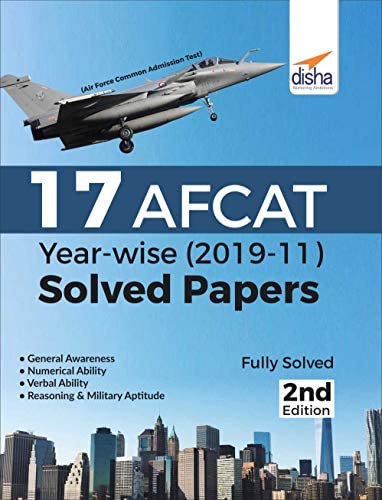 (Air Force Common Admission Test)
disha
Nurturing Ambitions
17 AFCAT
Year-wise (2019-11)
Solved Papers
• General Awareness
• Numerical Ability
• Verbal Ability
• Reasoning & Military Aptitude
Fully Solved
2nd
Edition